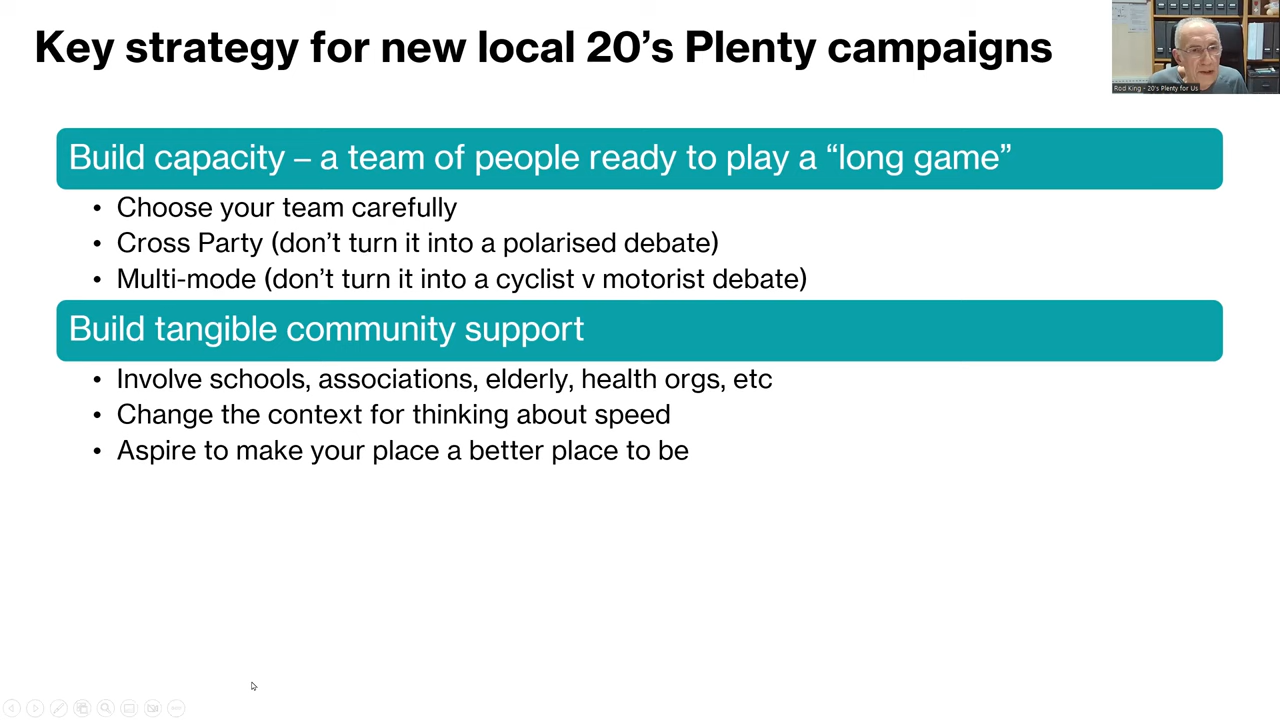 Key strategy for new local 20’s Plenty campaigns
Rod King - 20's Plenty for Us
Build capacity – a team of people ready to play a “long game”
• Choose your team carefully
• Cross Party (don’t turn it into a polarised debate)
• Multi-mode (don’t turn it into a cyclist v motorist debate)
Build tangible community support
• Involve schools, associations, elderly, health orgs, etc
• Change the context for thinking about speed
• Aspire to make your place a better place to be